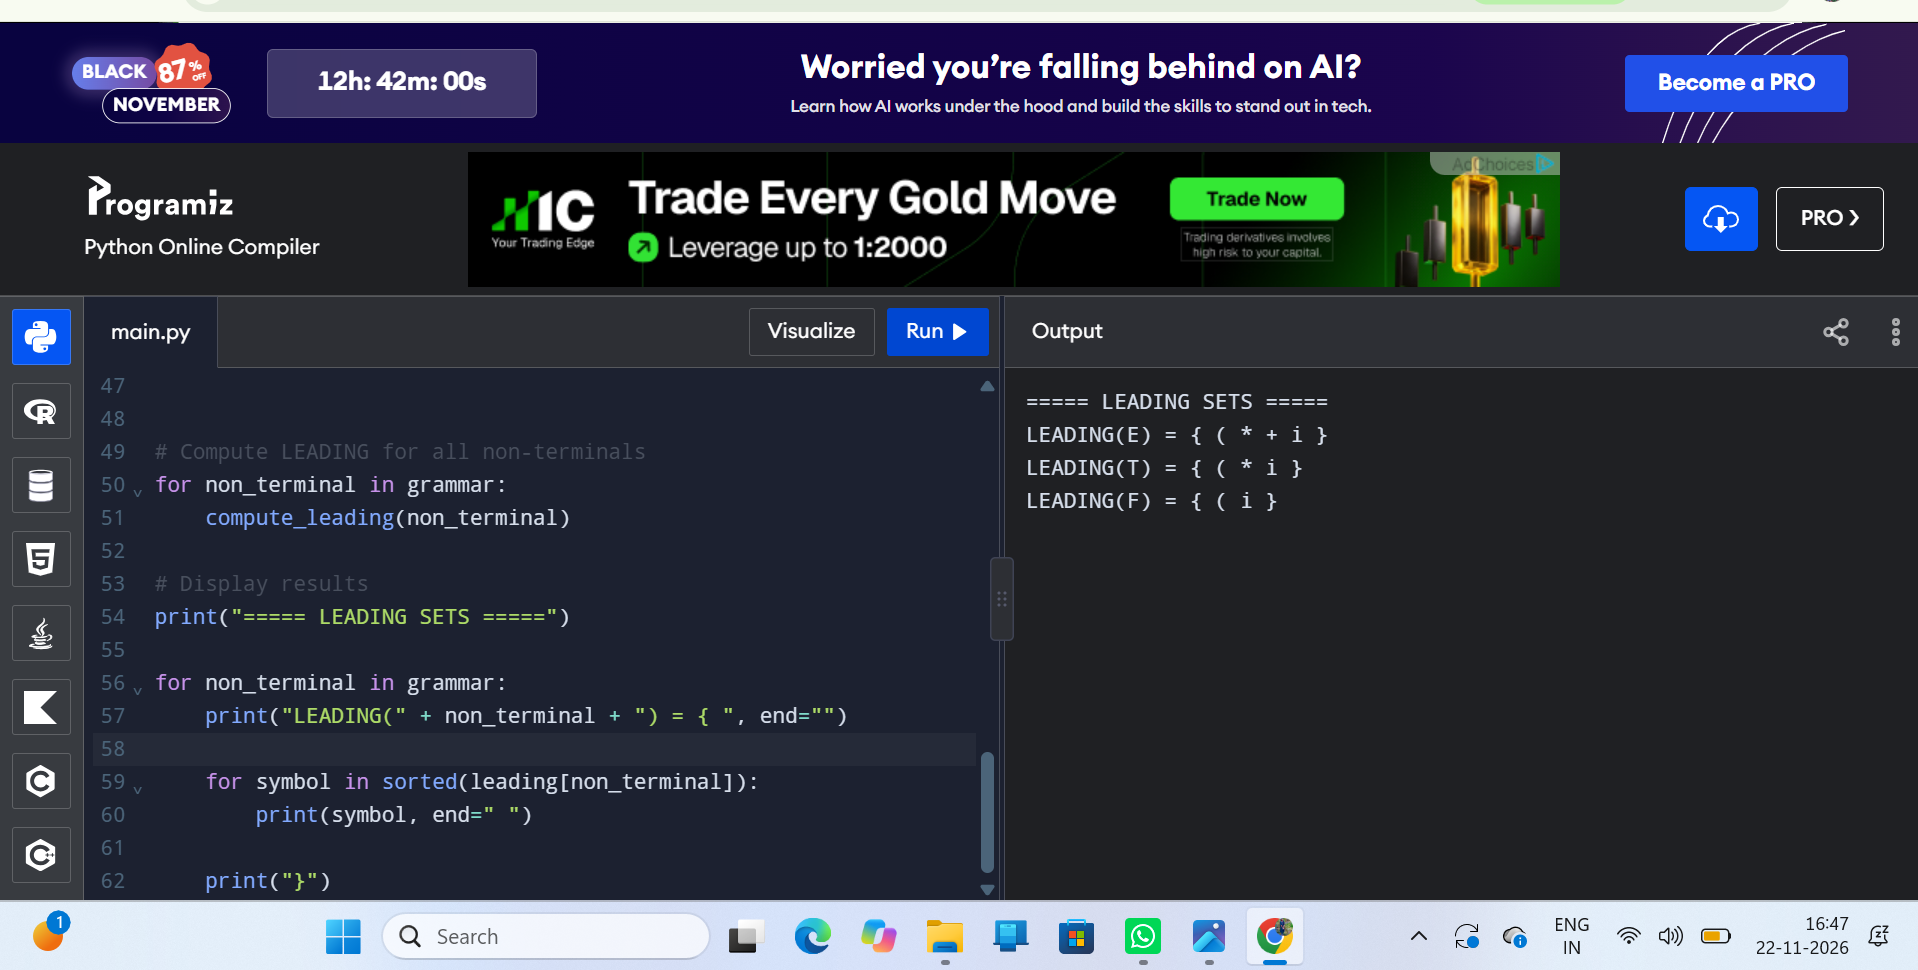 BLACK 87% OFF
NOVEMBER
12h: 42m: 00s
Worried you’re falling behind on AI?
Learn how AI works under the hood and build the skills to stand out in tech.
Become a PRO
Programiz
Python Online Compiler
Your Trading Edge
Trade Every Gold Move
Leverage up to 1:2000
Trade Now
Trading derivatives involves
high risk to your capital.
AdChoices
PRO ❯
main.py
Visualize
Run
Output
47
48
49 # Compute LEADING for all non-terminals
50 for non_terminal in grammar:
51     compute_leading(non_terminal)
52
53 # Display results
54 print("===== LEADING SETS =====")
55
56 for non_terminal in grammar:
57     print("LEADING(" + non_terminal + ") = { ", end="")
58
59     for symbol in sorted(leading[non_terminal]):
60         print(symbol, end=" ")
61
62     print("}")
===== LEADING SETS =====
LEADING(E) = { ( * + i }
LEADING(T) = { ( * i }
LEADING(F) = { ( i }
1
Search
ENG
IN
16:47
22-11-2026